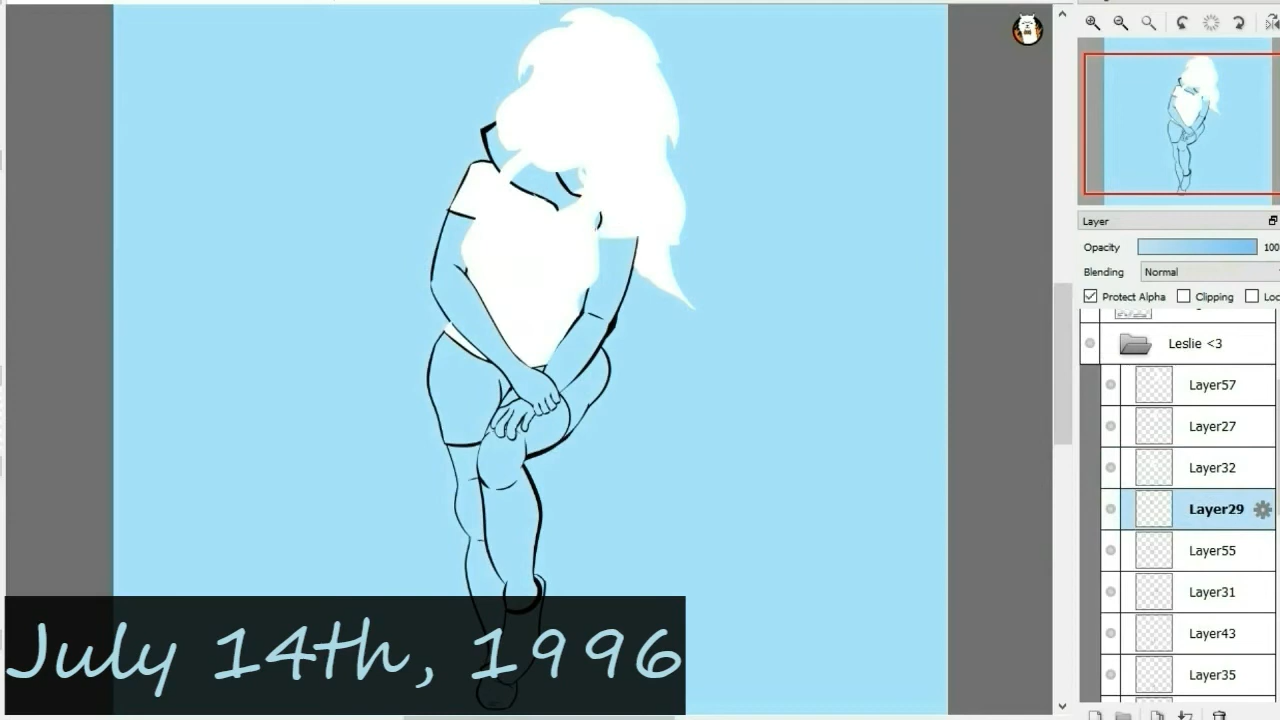 Layer
Opacity 100
Blending Normal
Protect Alpha Clipping Loc
Leslie <3
Layer57
Layer27
Layer32
Layer29
Layer55
Layer31
Layer43
Layer35
July 14th, 1996